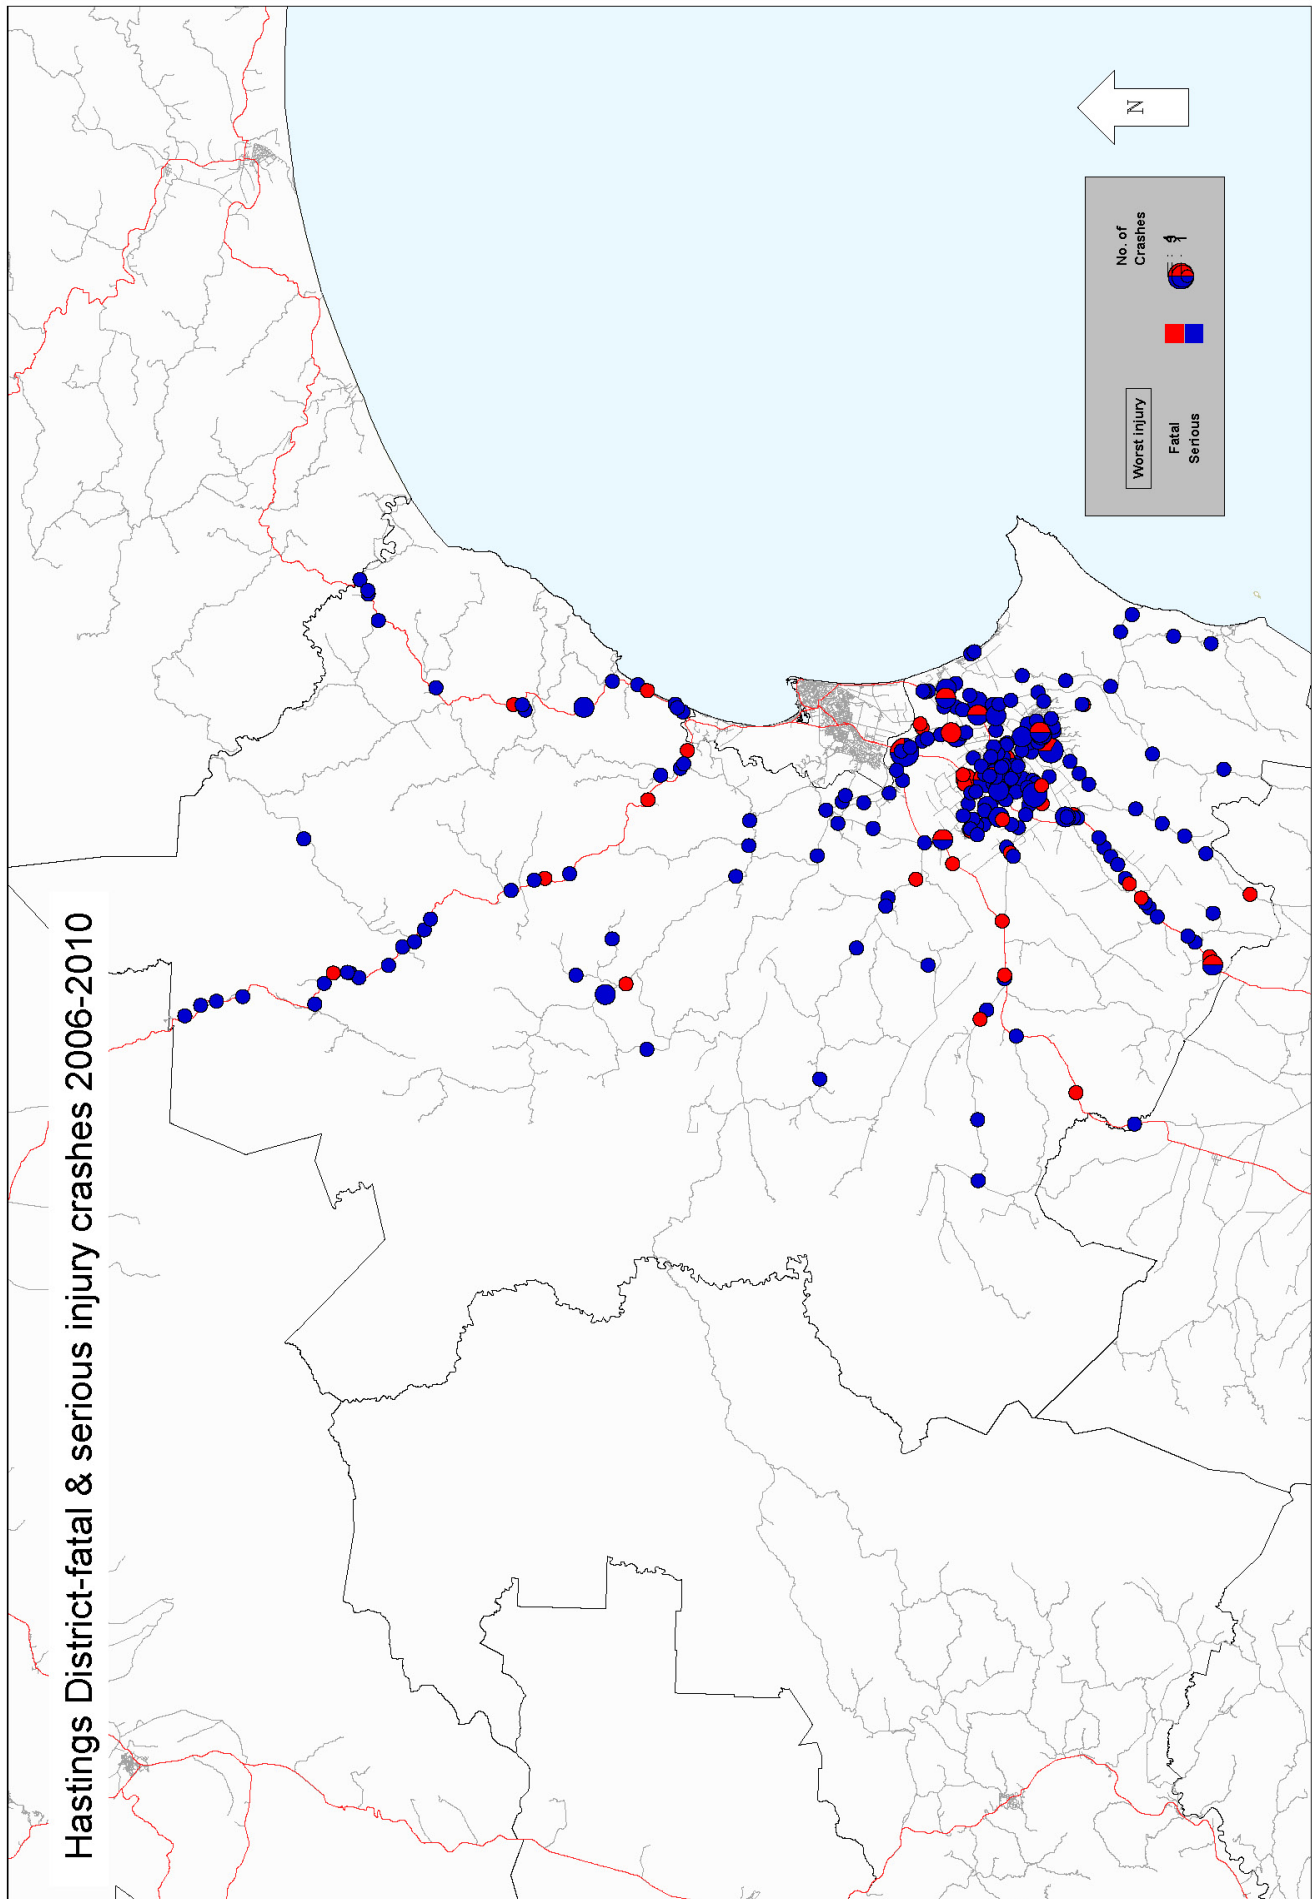 Hastings District-fatal & serious injury crashes 2006-2010
N
Worst injury
No. of
Crashes
Fatal
Serious